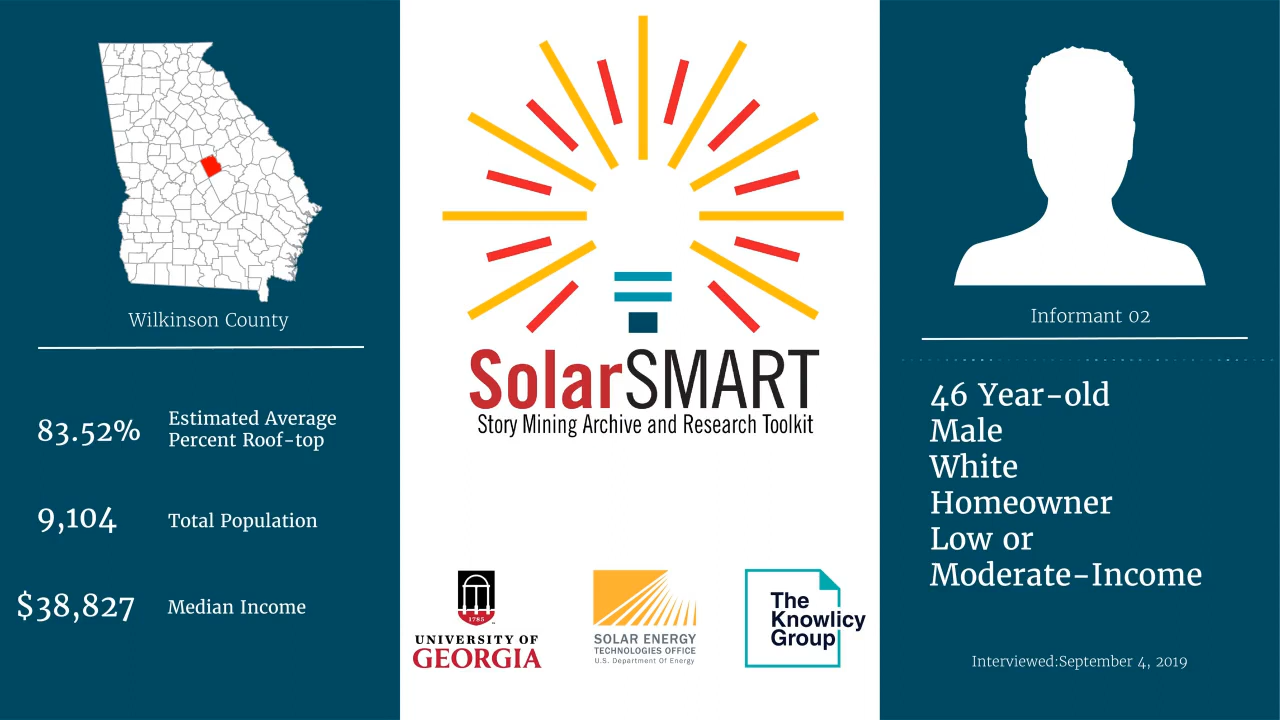 Wilkinson County
83.52%
Estimated Average
Percent Roof-top
9,104
Total Population
$38,827
Median Income
SolarSMART
Story Mining Archive and Research Toolkit
1785
UNIVERSITY OF
GEORGIA
SOLAR ENERGY
TECHNOLOGIES OFFICE
U.S. Department Of Energy
The
Knowlicy
Group
Informant 02
46 Year-old
Male
White
Homeowner
Low or
Moderate-Income
Interviewed:September 4, 2019